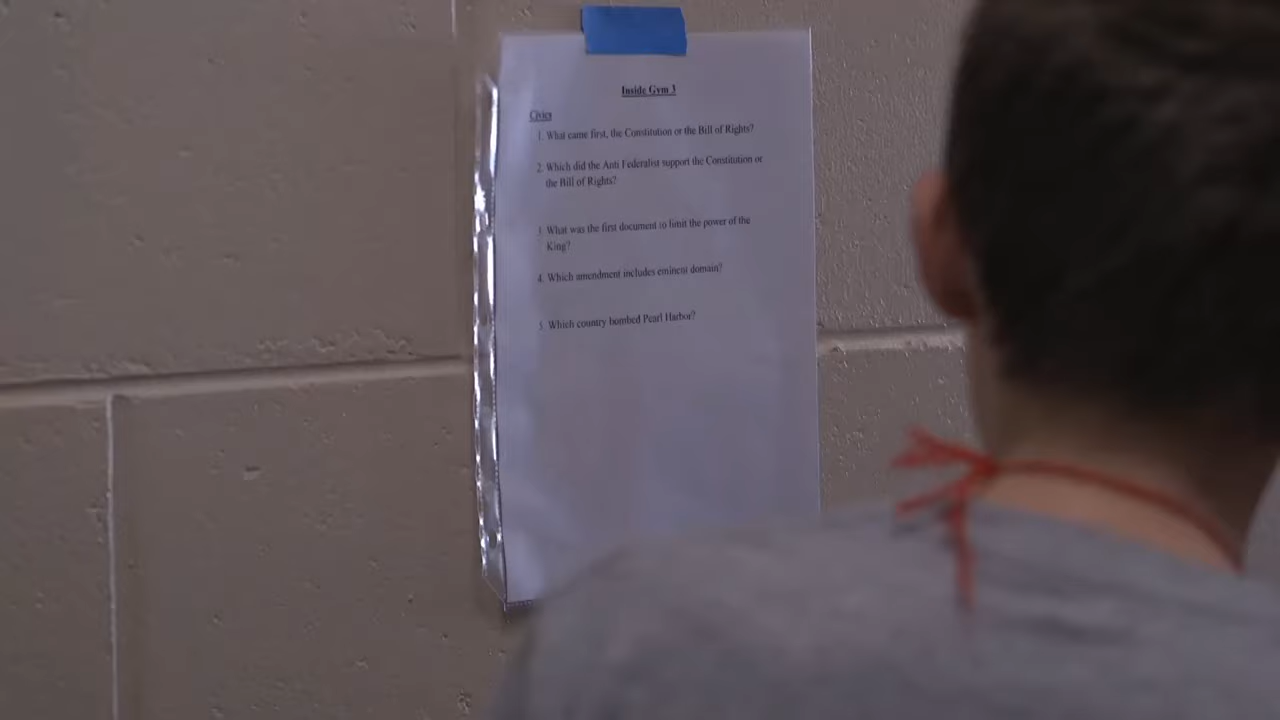 Inside Gym 3
Civics
1. What came first, the Constitution or the Bill of Rights?
2. Which did the Anti Federalist support the Constitution or
the Bill of Rights?
3. What was the first document to limit the power of the
King?
4. Which amendment includes eminent domain?
5. Which country bombed Pearl Harbor?